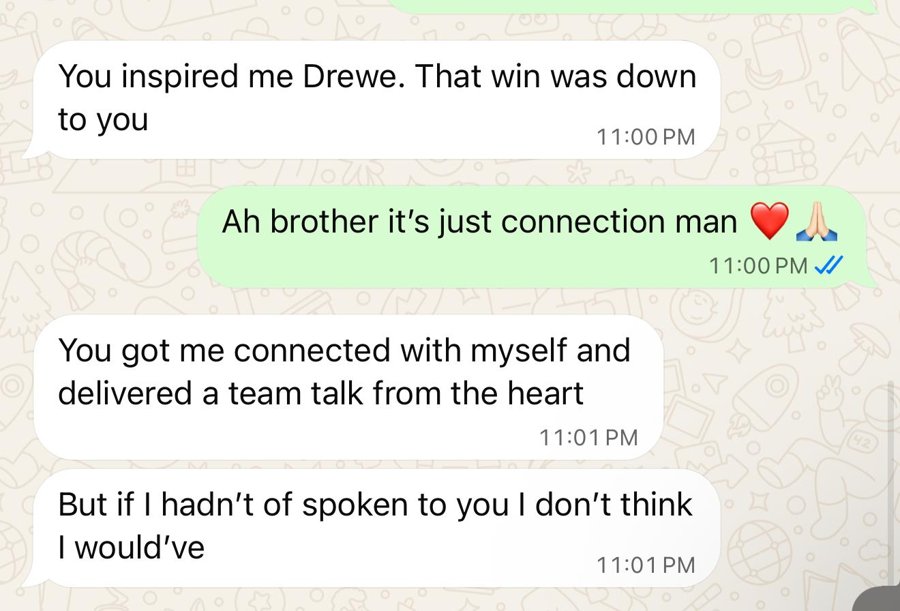 You inspired me Drewe. That win was down
to you
11:00 PM
Ah brother it’s just connection man ❤️🙏🏼
11:00 PM
You got me connected with myself and
delivered a team talk from the heart
11:01 PM
But if I hadn’t of spoken to you I don’t think
I would’ve
11:01 PM